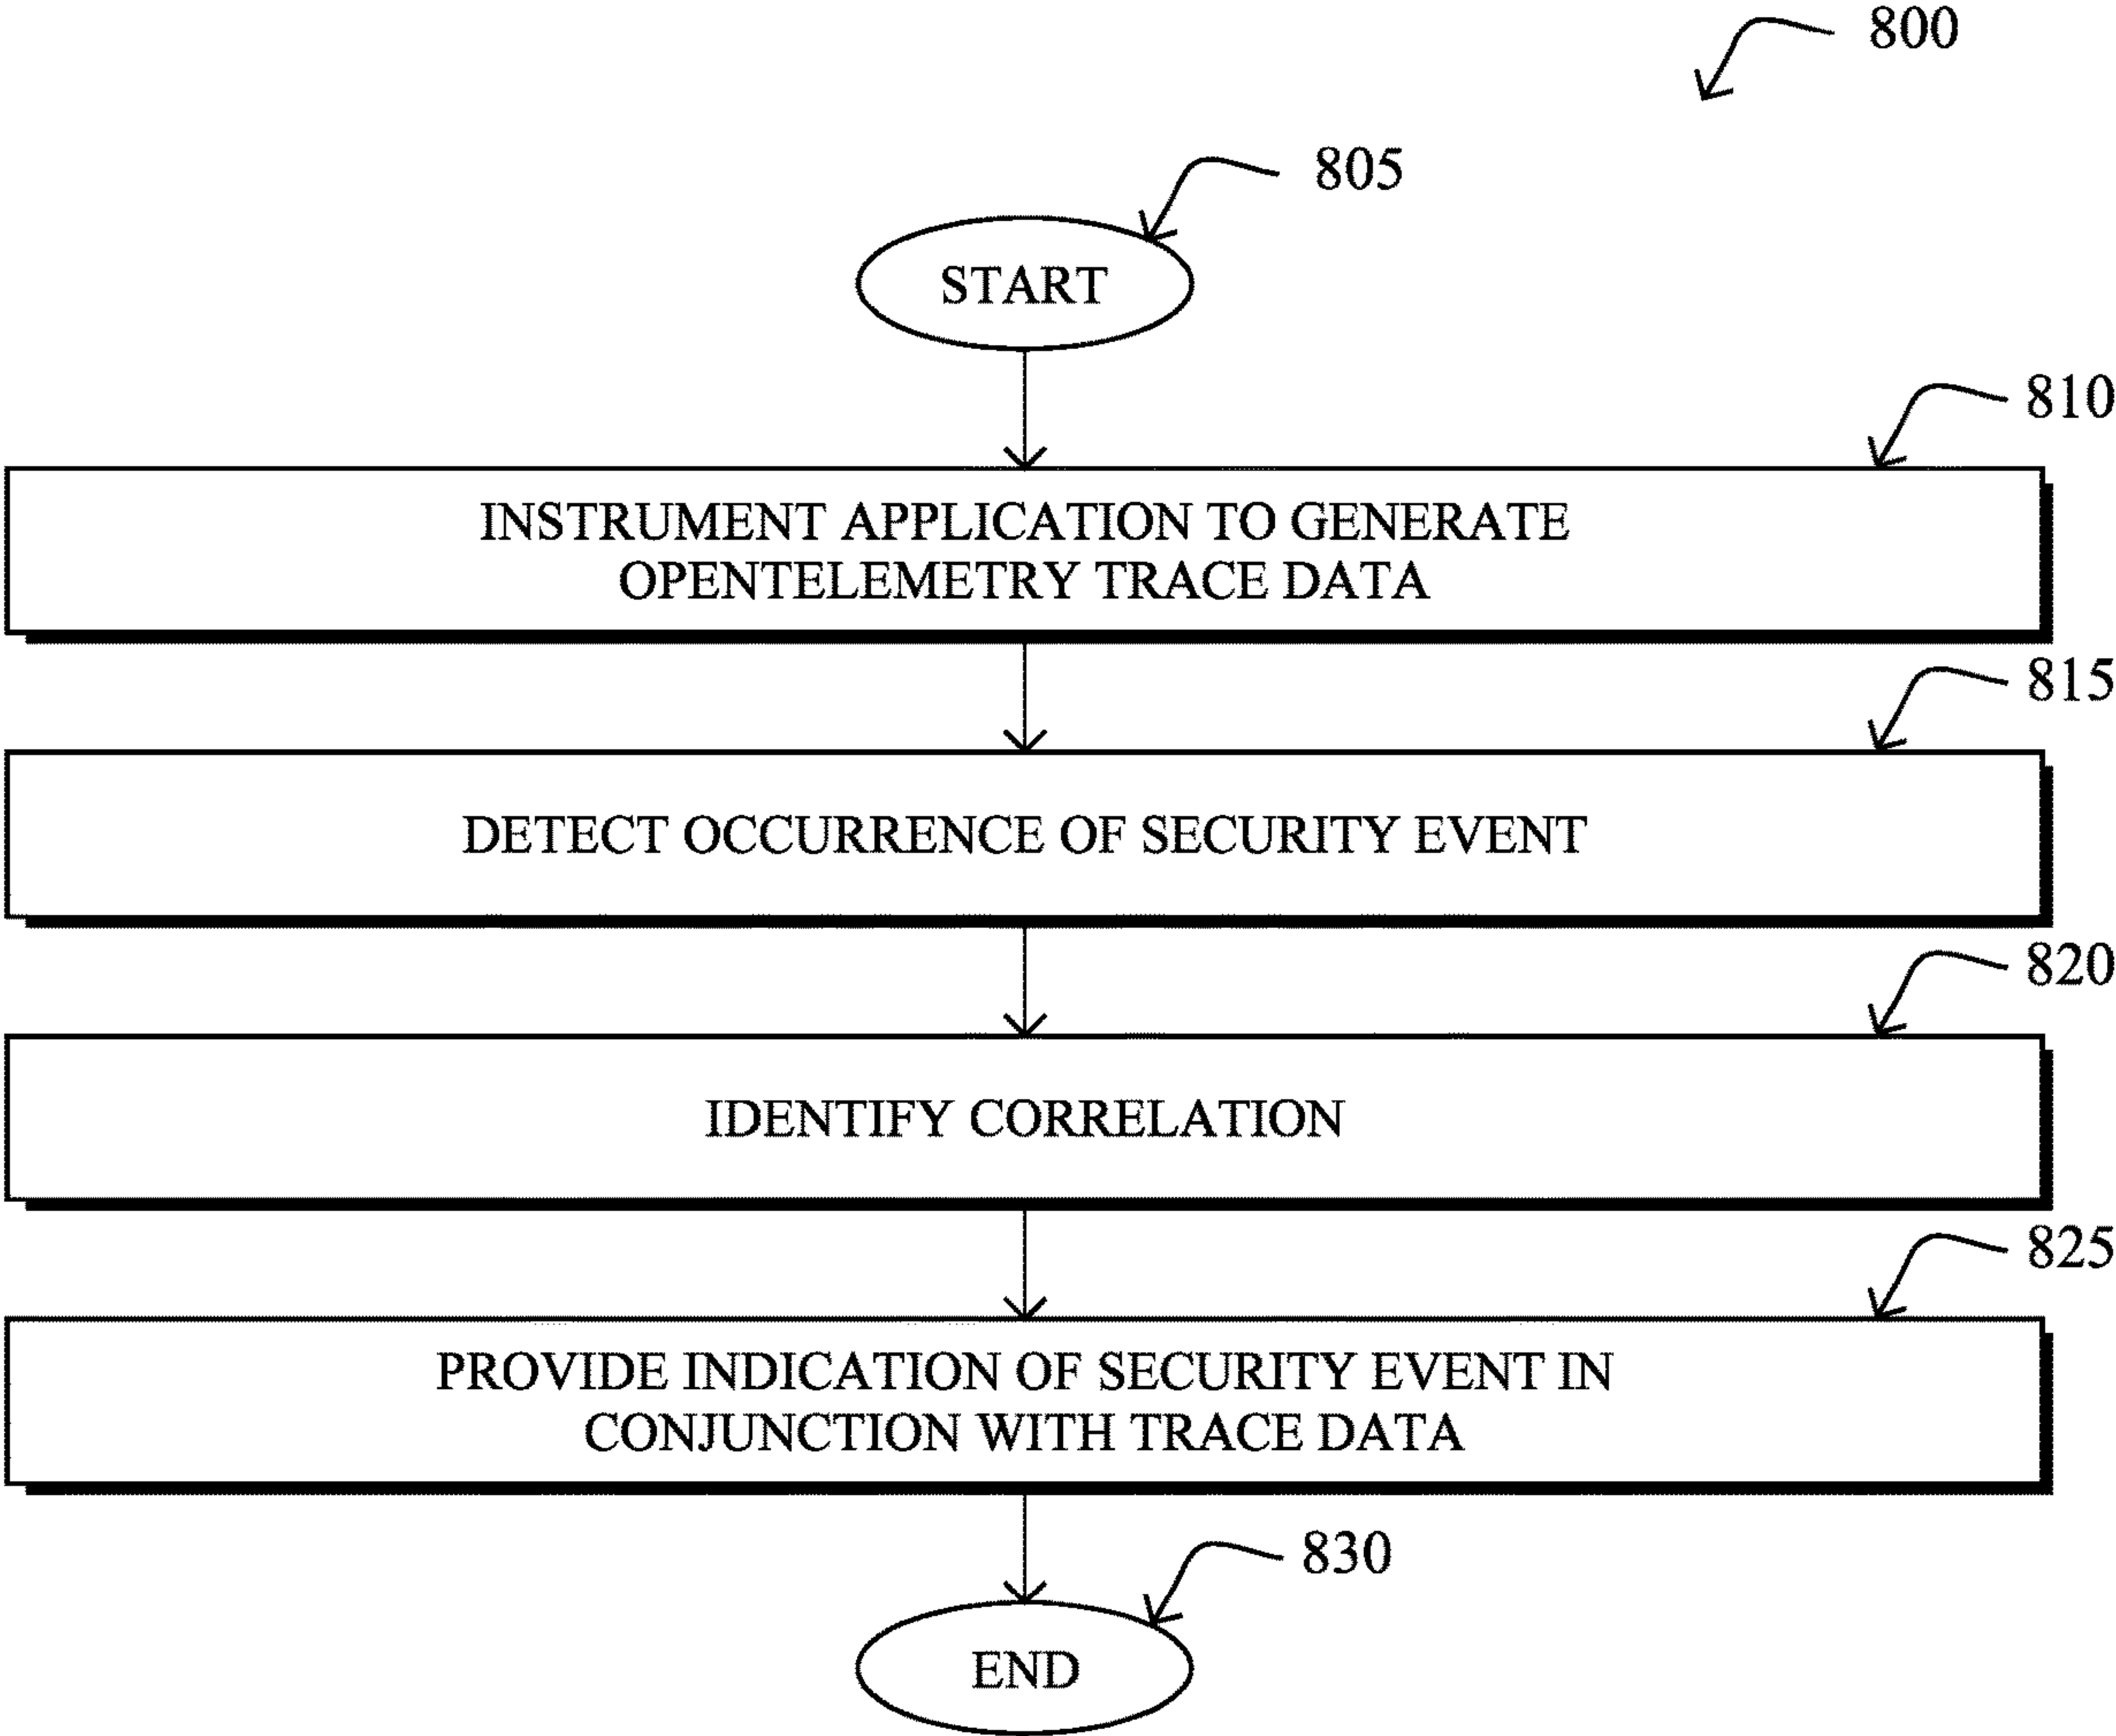 800
805
START
810
INSTRUMENT APPLICATION TO GENERATE
OPENTELEMETRY TRACE DATA
815
DETECT OCCURRENCE OF SECURITY EVENT
820
IDENTIFY CORRELATION
825
PROVIDE INDICATION OF SECURITY EVENT IN
CONJUNCTION WITH TRACE DATA
830
END